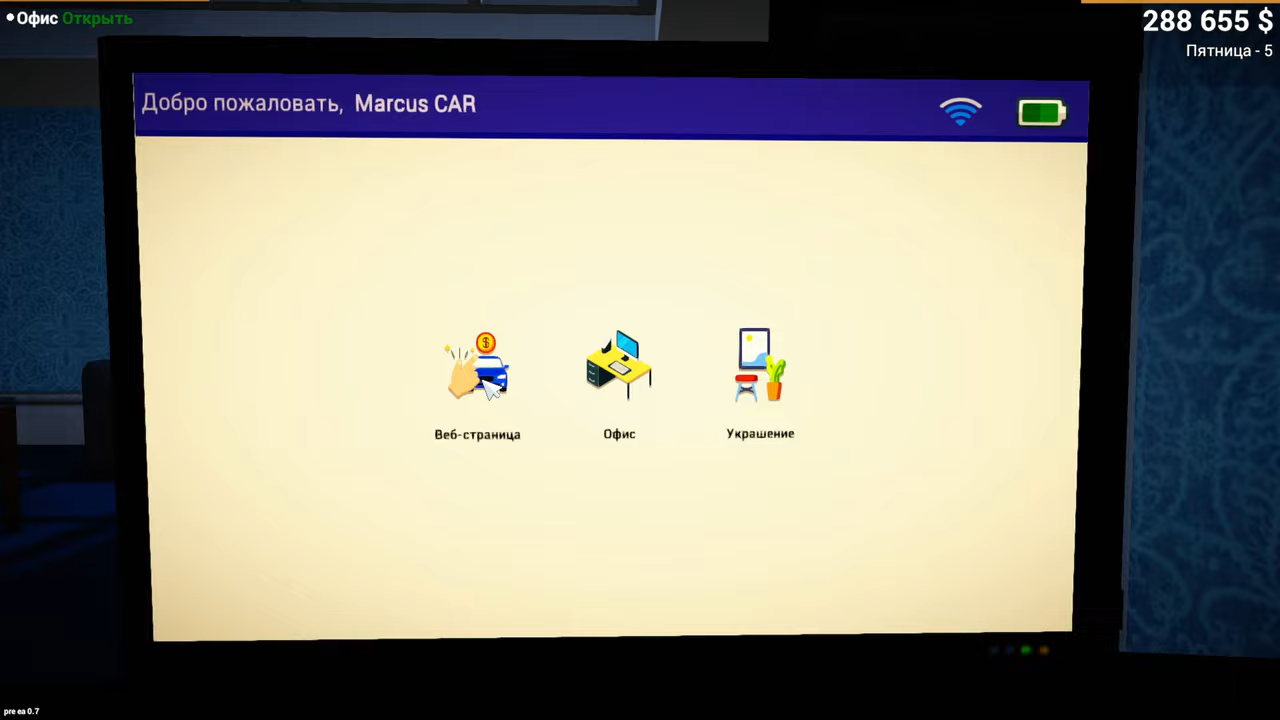 Офис Открыть
288 655 $
Пятница - 5
Добро пожаловать, Marcus CAR
$
Веб-страница
Офис
Украшение
pre ea 0.7